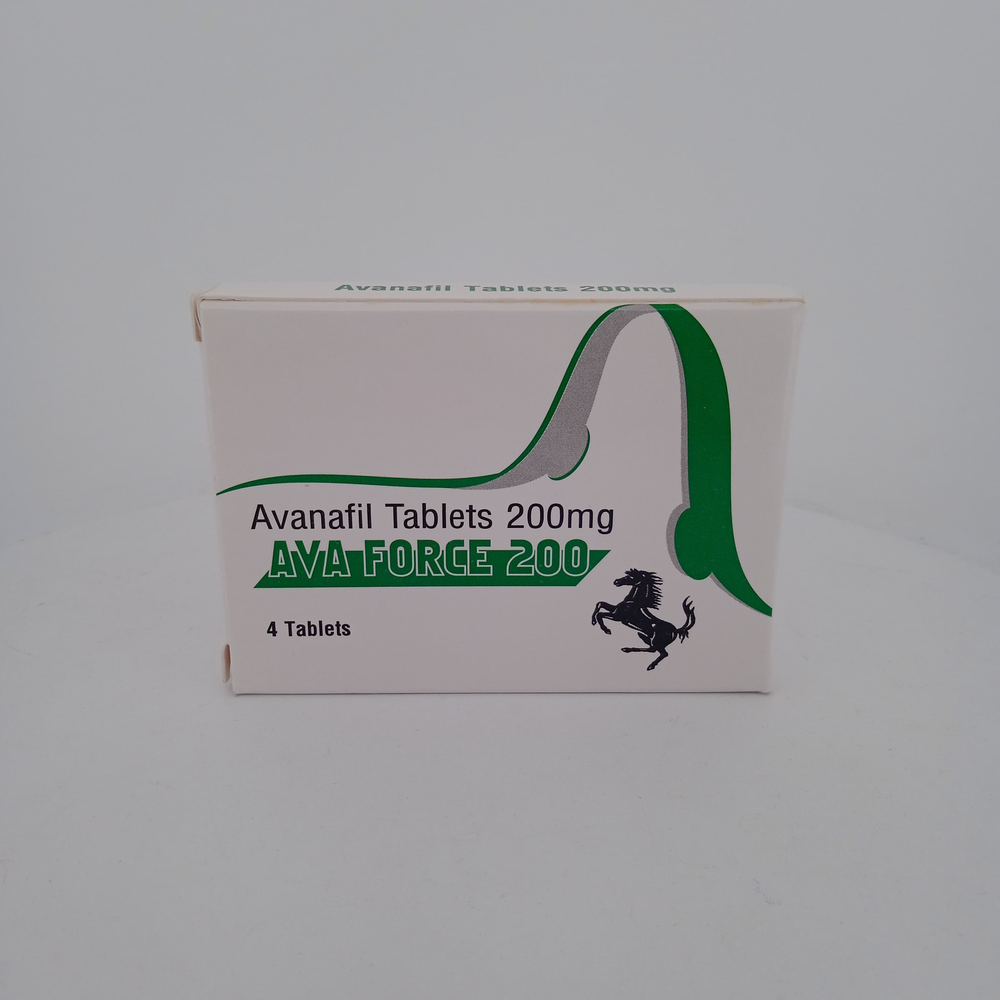 Avanafil Tablets 200mg
Avanafil Tablets 200mg
AVA FORCE 200
4 Tablets